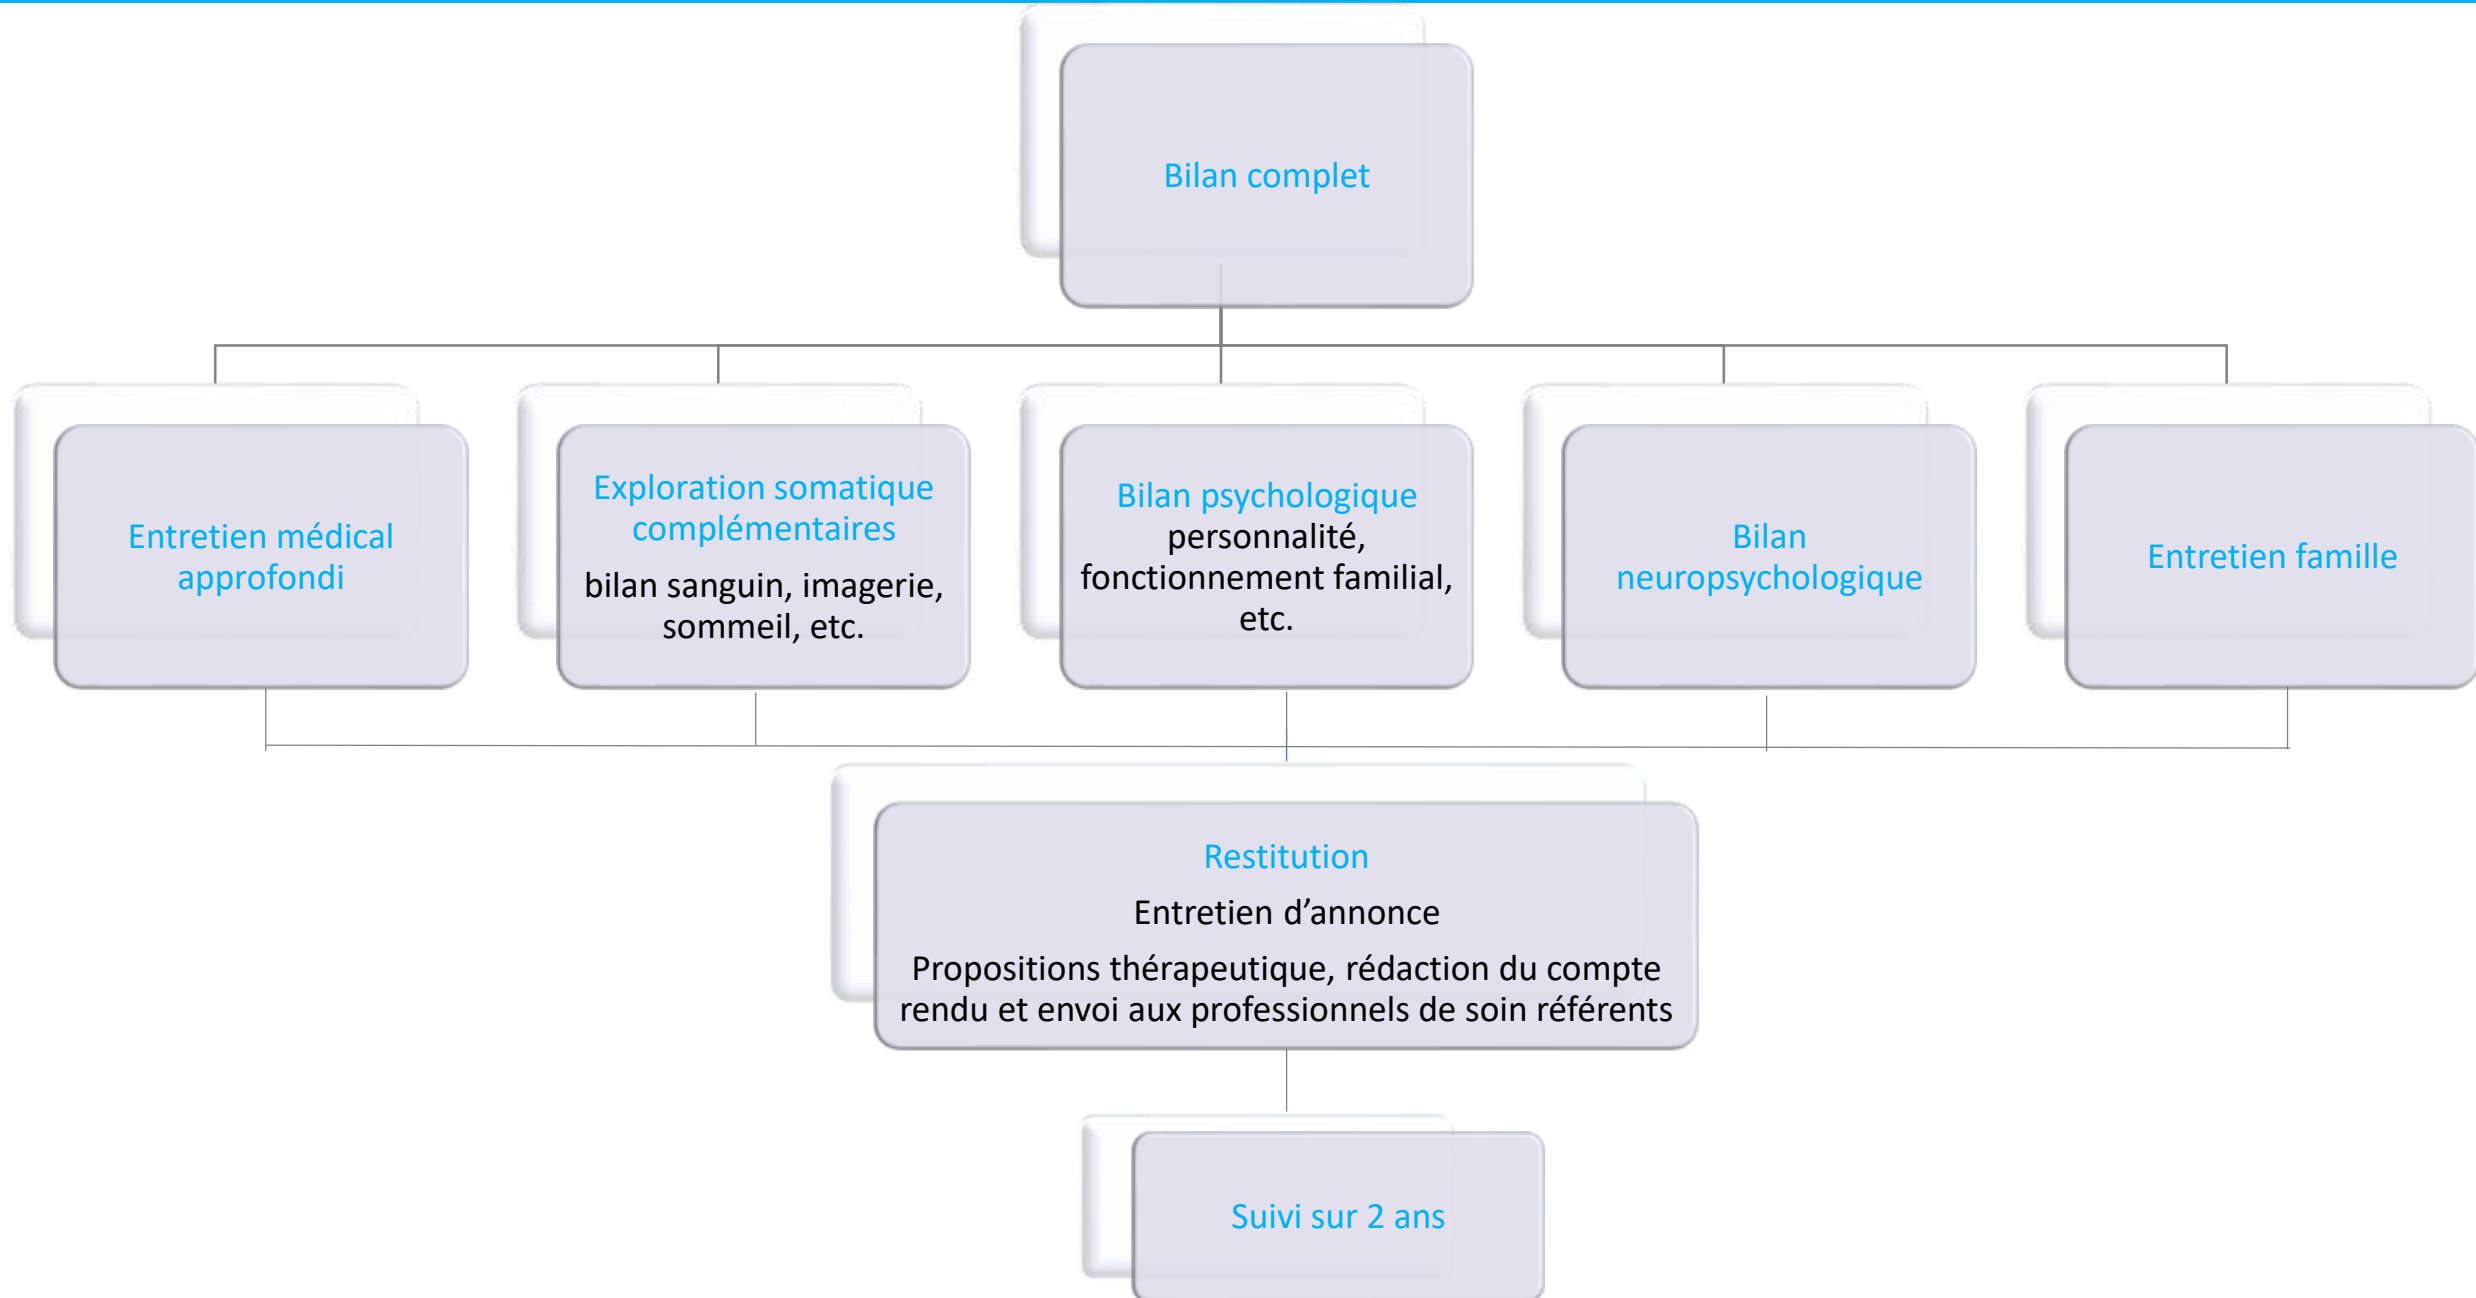 Bilan complet
Entretien médical
approfondi
Exploration somatique
complémentaires
bilan sanguin, imagerie,
sommeil, etc.
Bilan psychologique
personnalité,
fonctionnement familial,
etc.
Bilan
neuropsychologique
Entretien famille
Restitution
Entretien d’annonce
Propositions thérapeutique, rédaction du compte
rendu et envoi aux professionnels de soin référents
Suivi sur 2 ans